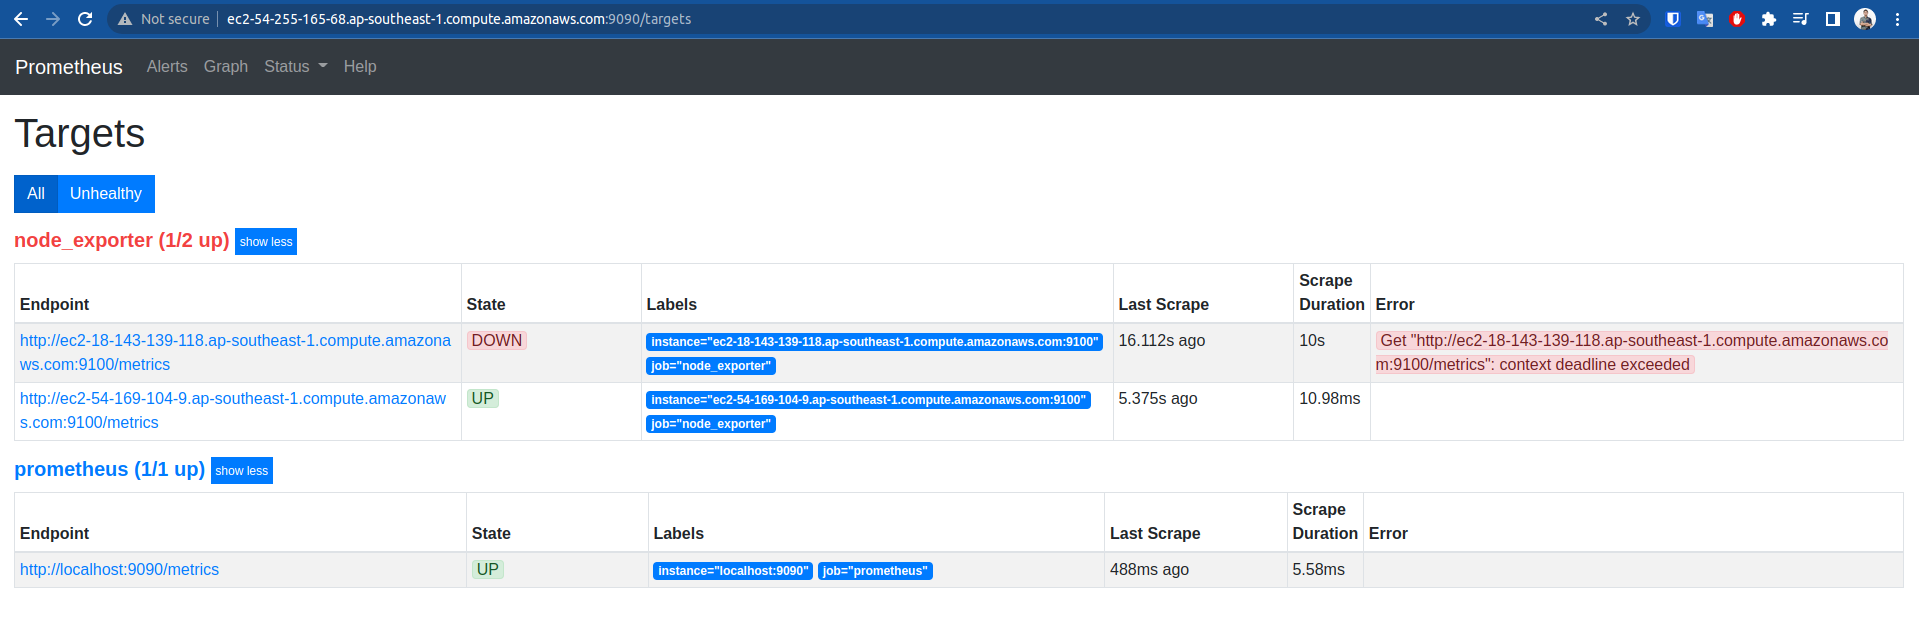 Not secure ec2-54-255-165-68.ap-southeast-1.compute.amazonaws.com:9090/targets
Prometheus Alerts Graph Status Help
Targets
All Unhealthy
node_exporter (1/2 up) show less
Endpoint State Labels Last Scrape Scrape Duration Error
http://ec2-18-143-139-118.ap-southeast-1.compute.amazona
ws.com:9100/metrics
DOWN
instance="ec2-18-143-139-118.ap-southeast-1.compute.amazonaws.com:9100"
job="node_exporter"
16.112s ago
10s
Get "http://ec2-18-143-139-118.ap-southeast-1.compute.amazonaws.co
m:9100/metrics": context deadline exceeded
http://ec2-54-169-104-9.ap-southeast-1.compute.amazonaw
s.com:9100/metrics
UP
instance="ec2-54-169-104-9.ap-southeast-1.compute.amazonaws.com:9100"
job="node_exporter"
5.375s ago
10.98ms
prometheus (1/1 up) show less
Endpoint State Labels Last Scrape Scrape Duration Error
http://localhost:9090/metrics
UP
instance="localhost:9090" job="prometheus"
488ms ago
5.58ms